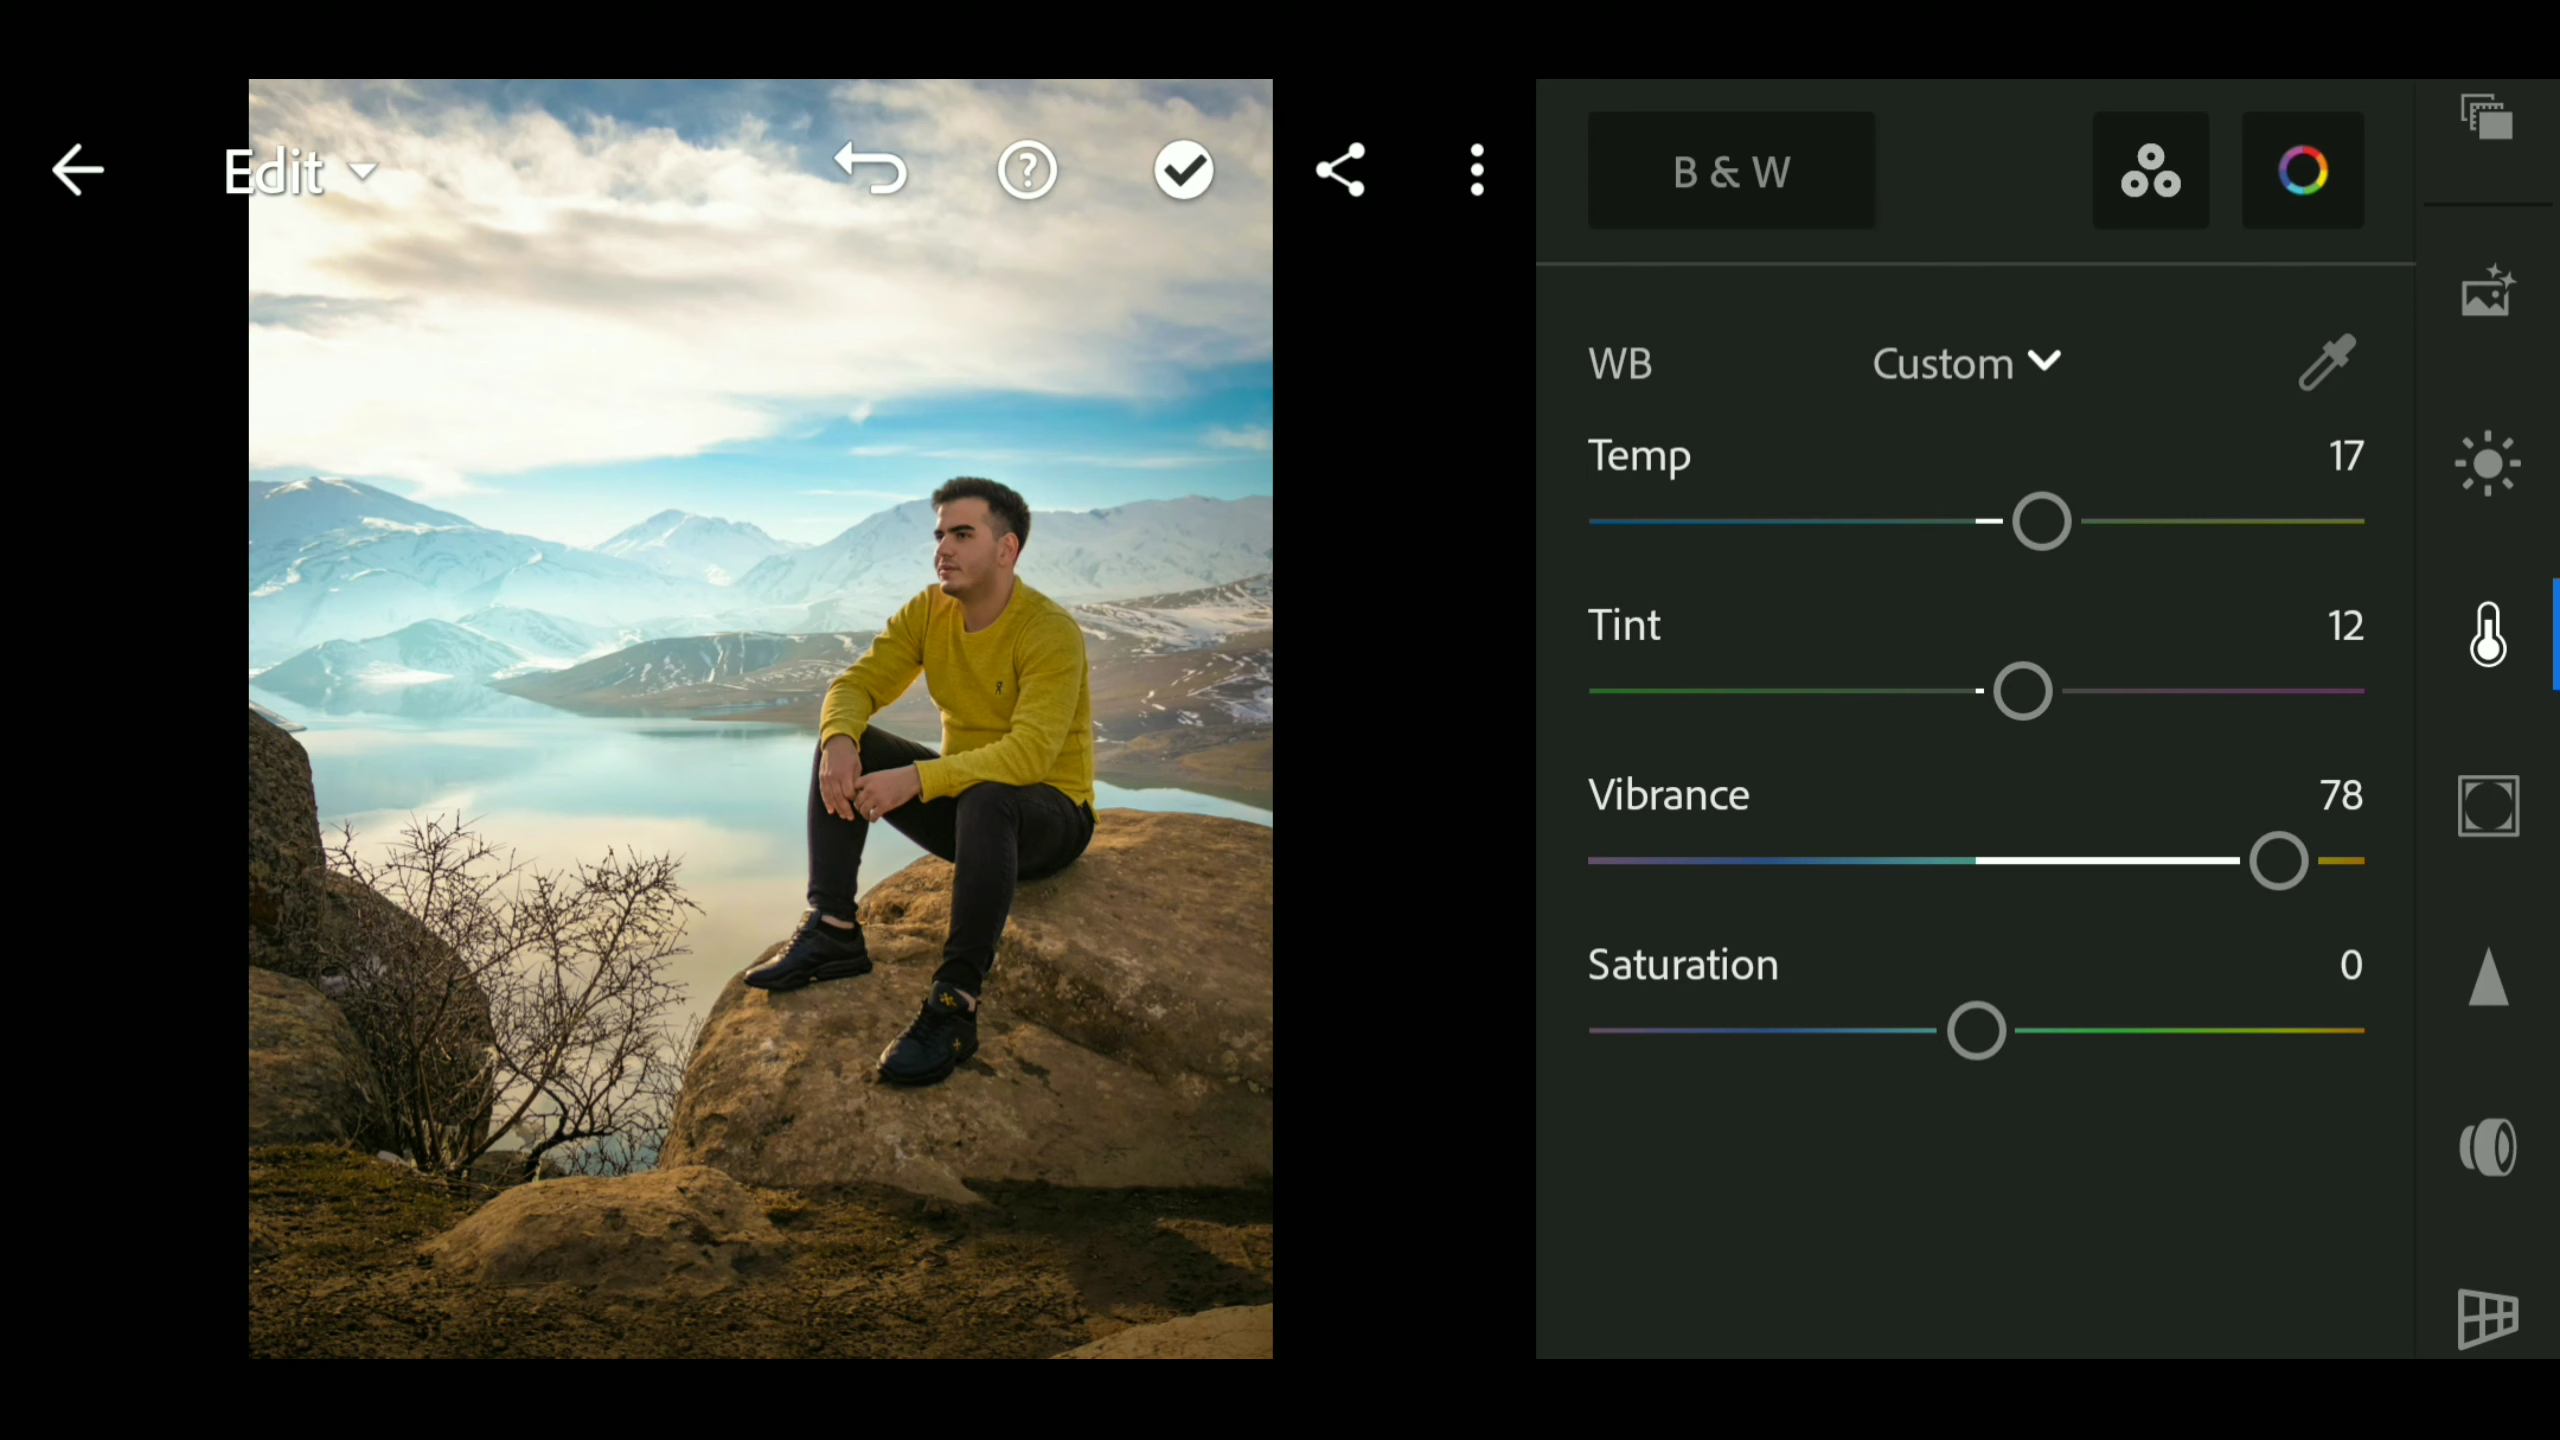 Edit
B & W
WB Custom
Temp 17
Tint 12
Vibrance 78
Saturation 0